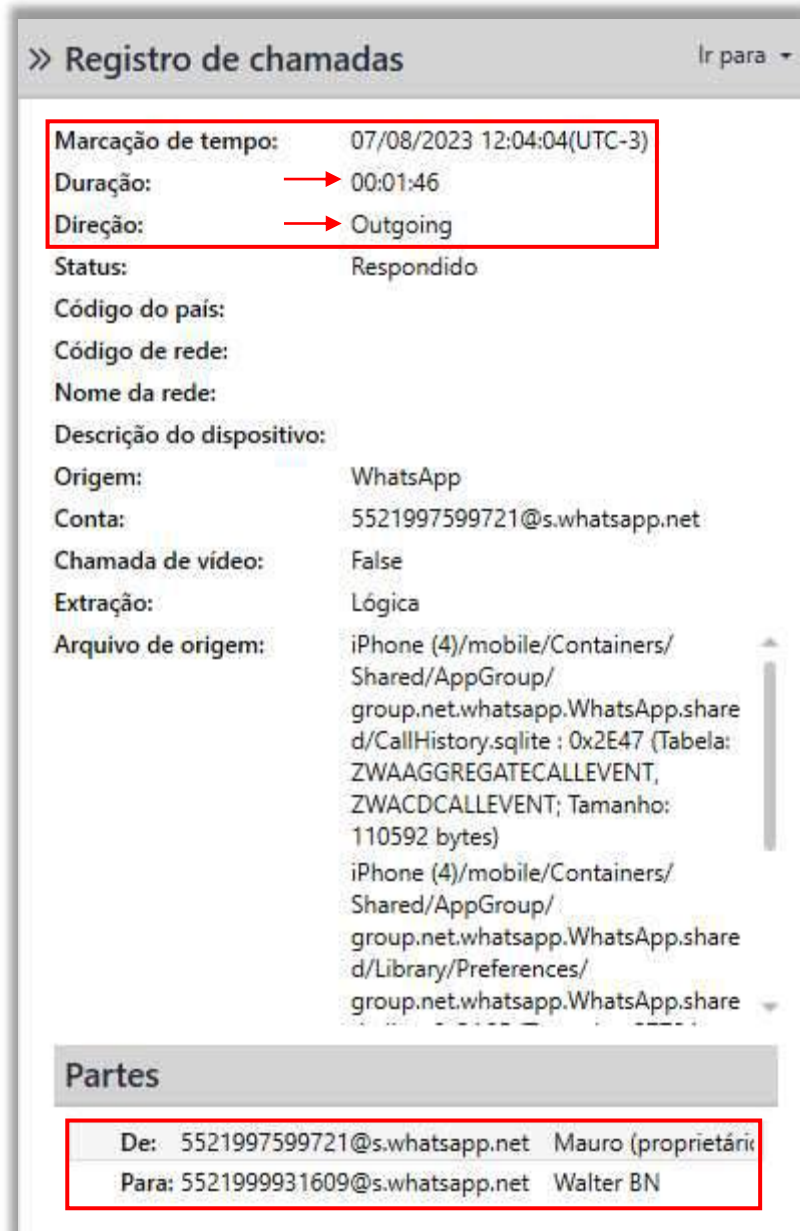 » Registro de chamadas Ir para
Marcação de tempo: 07/08/2023 12:04:04(UTC-3)
Duração: 00:01:46
Direção: Outgoing
Status: Respondido
Código do país:
Código de rede:
Nome da rede:
Descrição do dispositivo:
Origem: WhatsApp
Conta: 5521997599721@s.whatsapp.net
Chamada de vídeo: False
Extração: Lógica
Arquivo de origem: iPhone (4)/mobile/Containers/
Shared/AppGroup/
group.net.whatsapp.WhatsApp.share
d/CallHistory.sqlite : 0x2E47 (Tabela:
ZWAAGGREGATECALLEVENT,
ZWACDCALLEVENT; Tamanho:
110592 bytes)
iPhone (4)/mobile/Containers/
Shared/AppGroup/
group.net.whatsapp.WhatsApp.share
d/Library/Preferences/
group.net.whatsapp.WhatsApp.share
Partes
De: 5521997599721@s.whatsapp.net Mauro (proprietári
Para: 5521999931609@s.whatsapp.net Walter BN